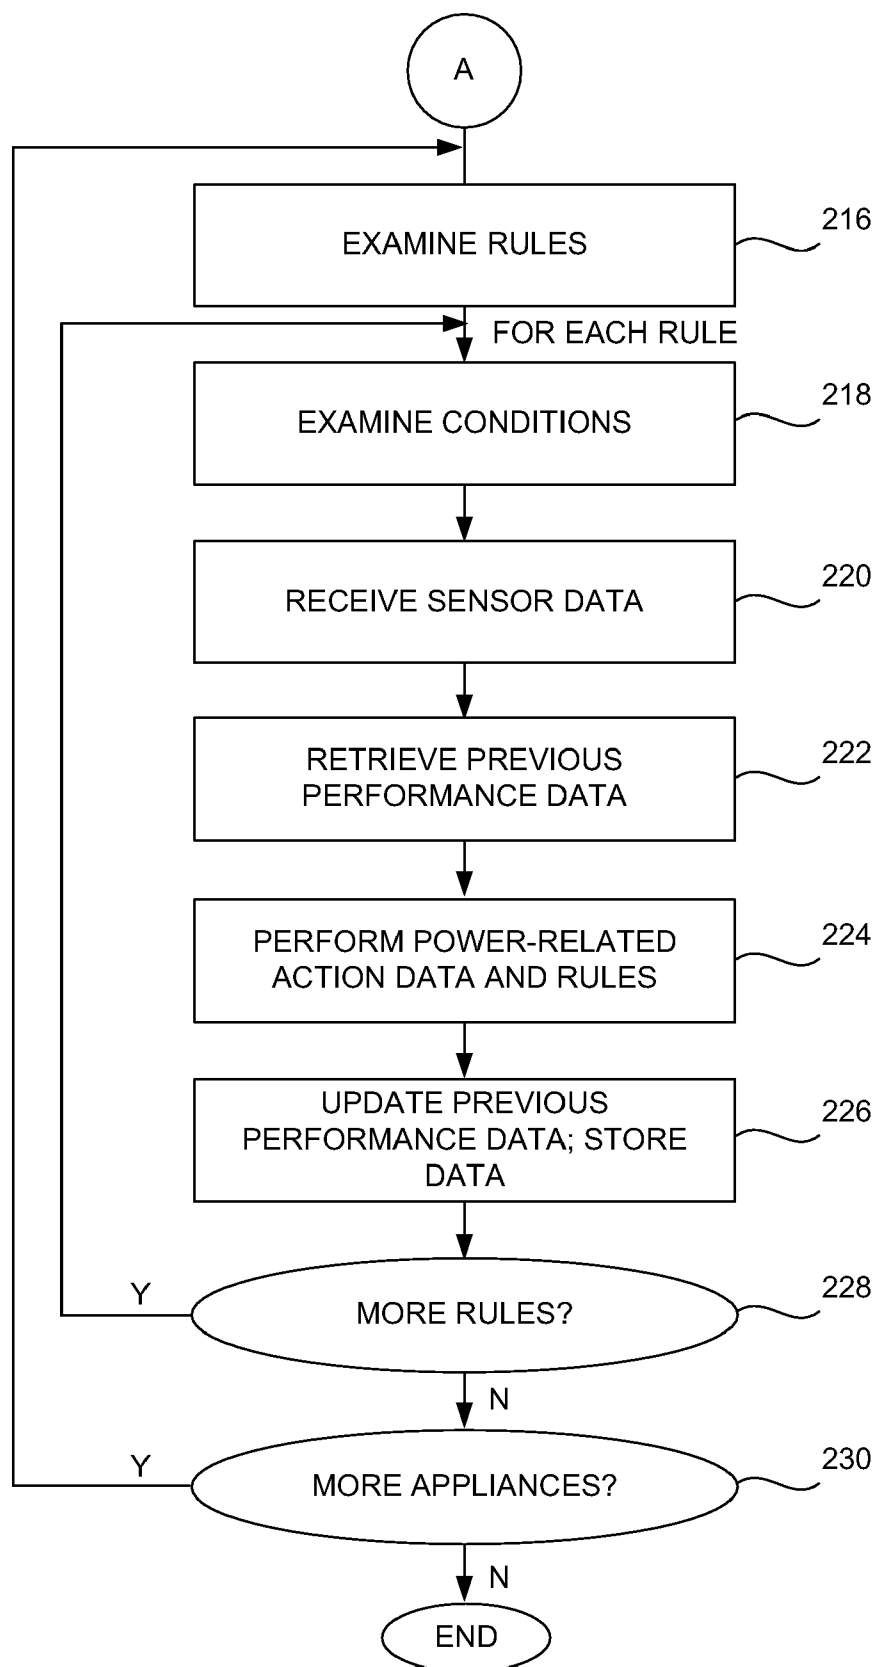 A
EXAMINE RULES
216
FOR EACH RULE
EXAMINE CONDITIONS
218
RECEIVE SENSOR DATA
220
RETRIEVE PREVIOUS
PERFORMANCE DATA
222
PERFORM POWER-RELATED
ACTION DATA AND RULES
224
UPDATE PREVIOUS
PERFORMANCE DATA; STORE
DATA
226
Y
MORE RULES?
228
N
Y
MORE APPLIANCES?
230
N
END